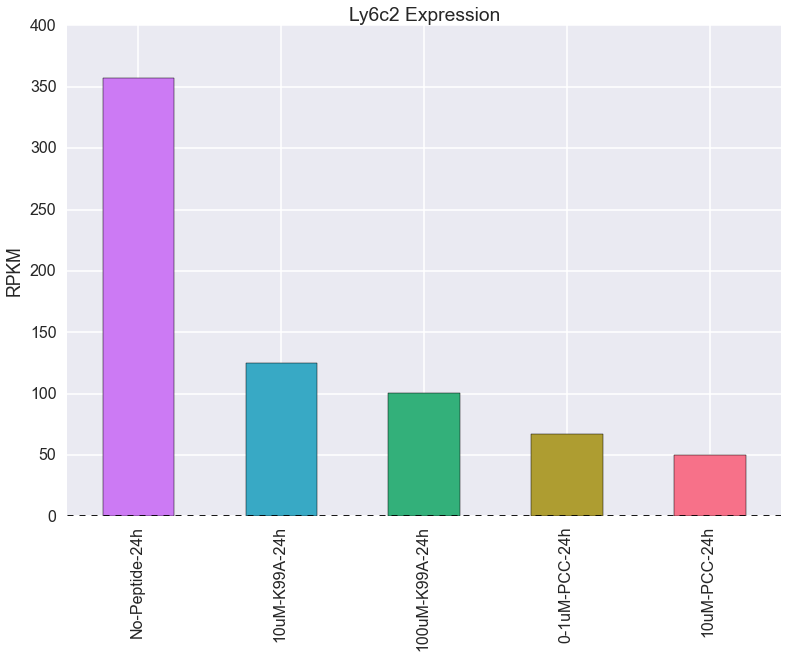 Ly6c2 Expression
400
350
300
250
200
150
100
50
0
RPKM
No-Peptide-24h
10uM-K99A-24h
100uM-K99A-24h
0-1uM-PCC-24h
10uM-PCC-24h